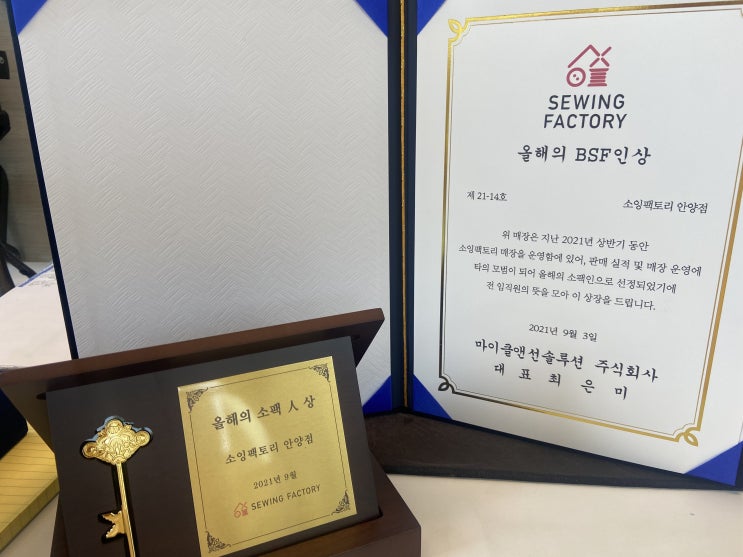 SEWING
FACTORY
올해의 BSF인상
제 21-14호
소잉팩토리 안양점
위 매장은 지난 2021년 상반기 동안
소잉팩토리 매장을 운영함에 있어, 판매 실적 및 매장 운영에
타의 모범이 되어 올해의 소팩인으로 선정되었기에
전 임직원의 뜻을 모아 이 상장을 드립니다.
2021년 9월 3일
마이클앤선솔루션 주식회사
대 표 최 은 미
올해의 소팩 人 상
소잉팩토리 안양점
2021년 9월
SEWING FACTORY